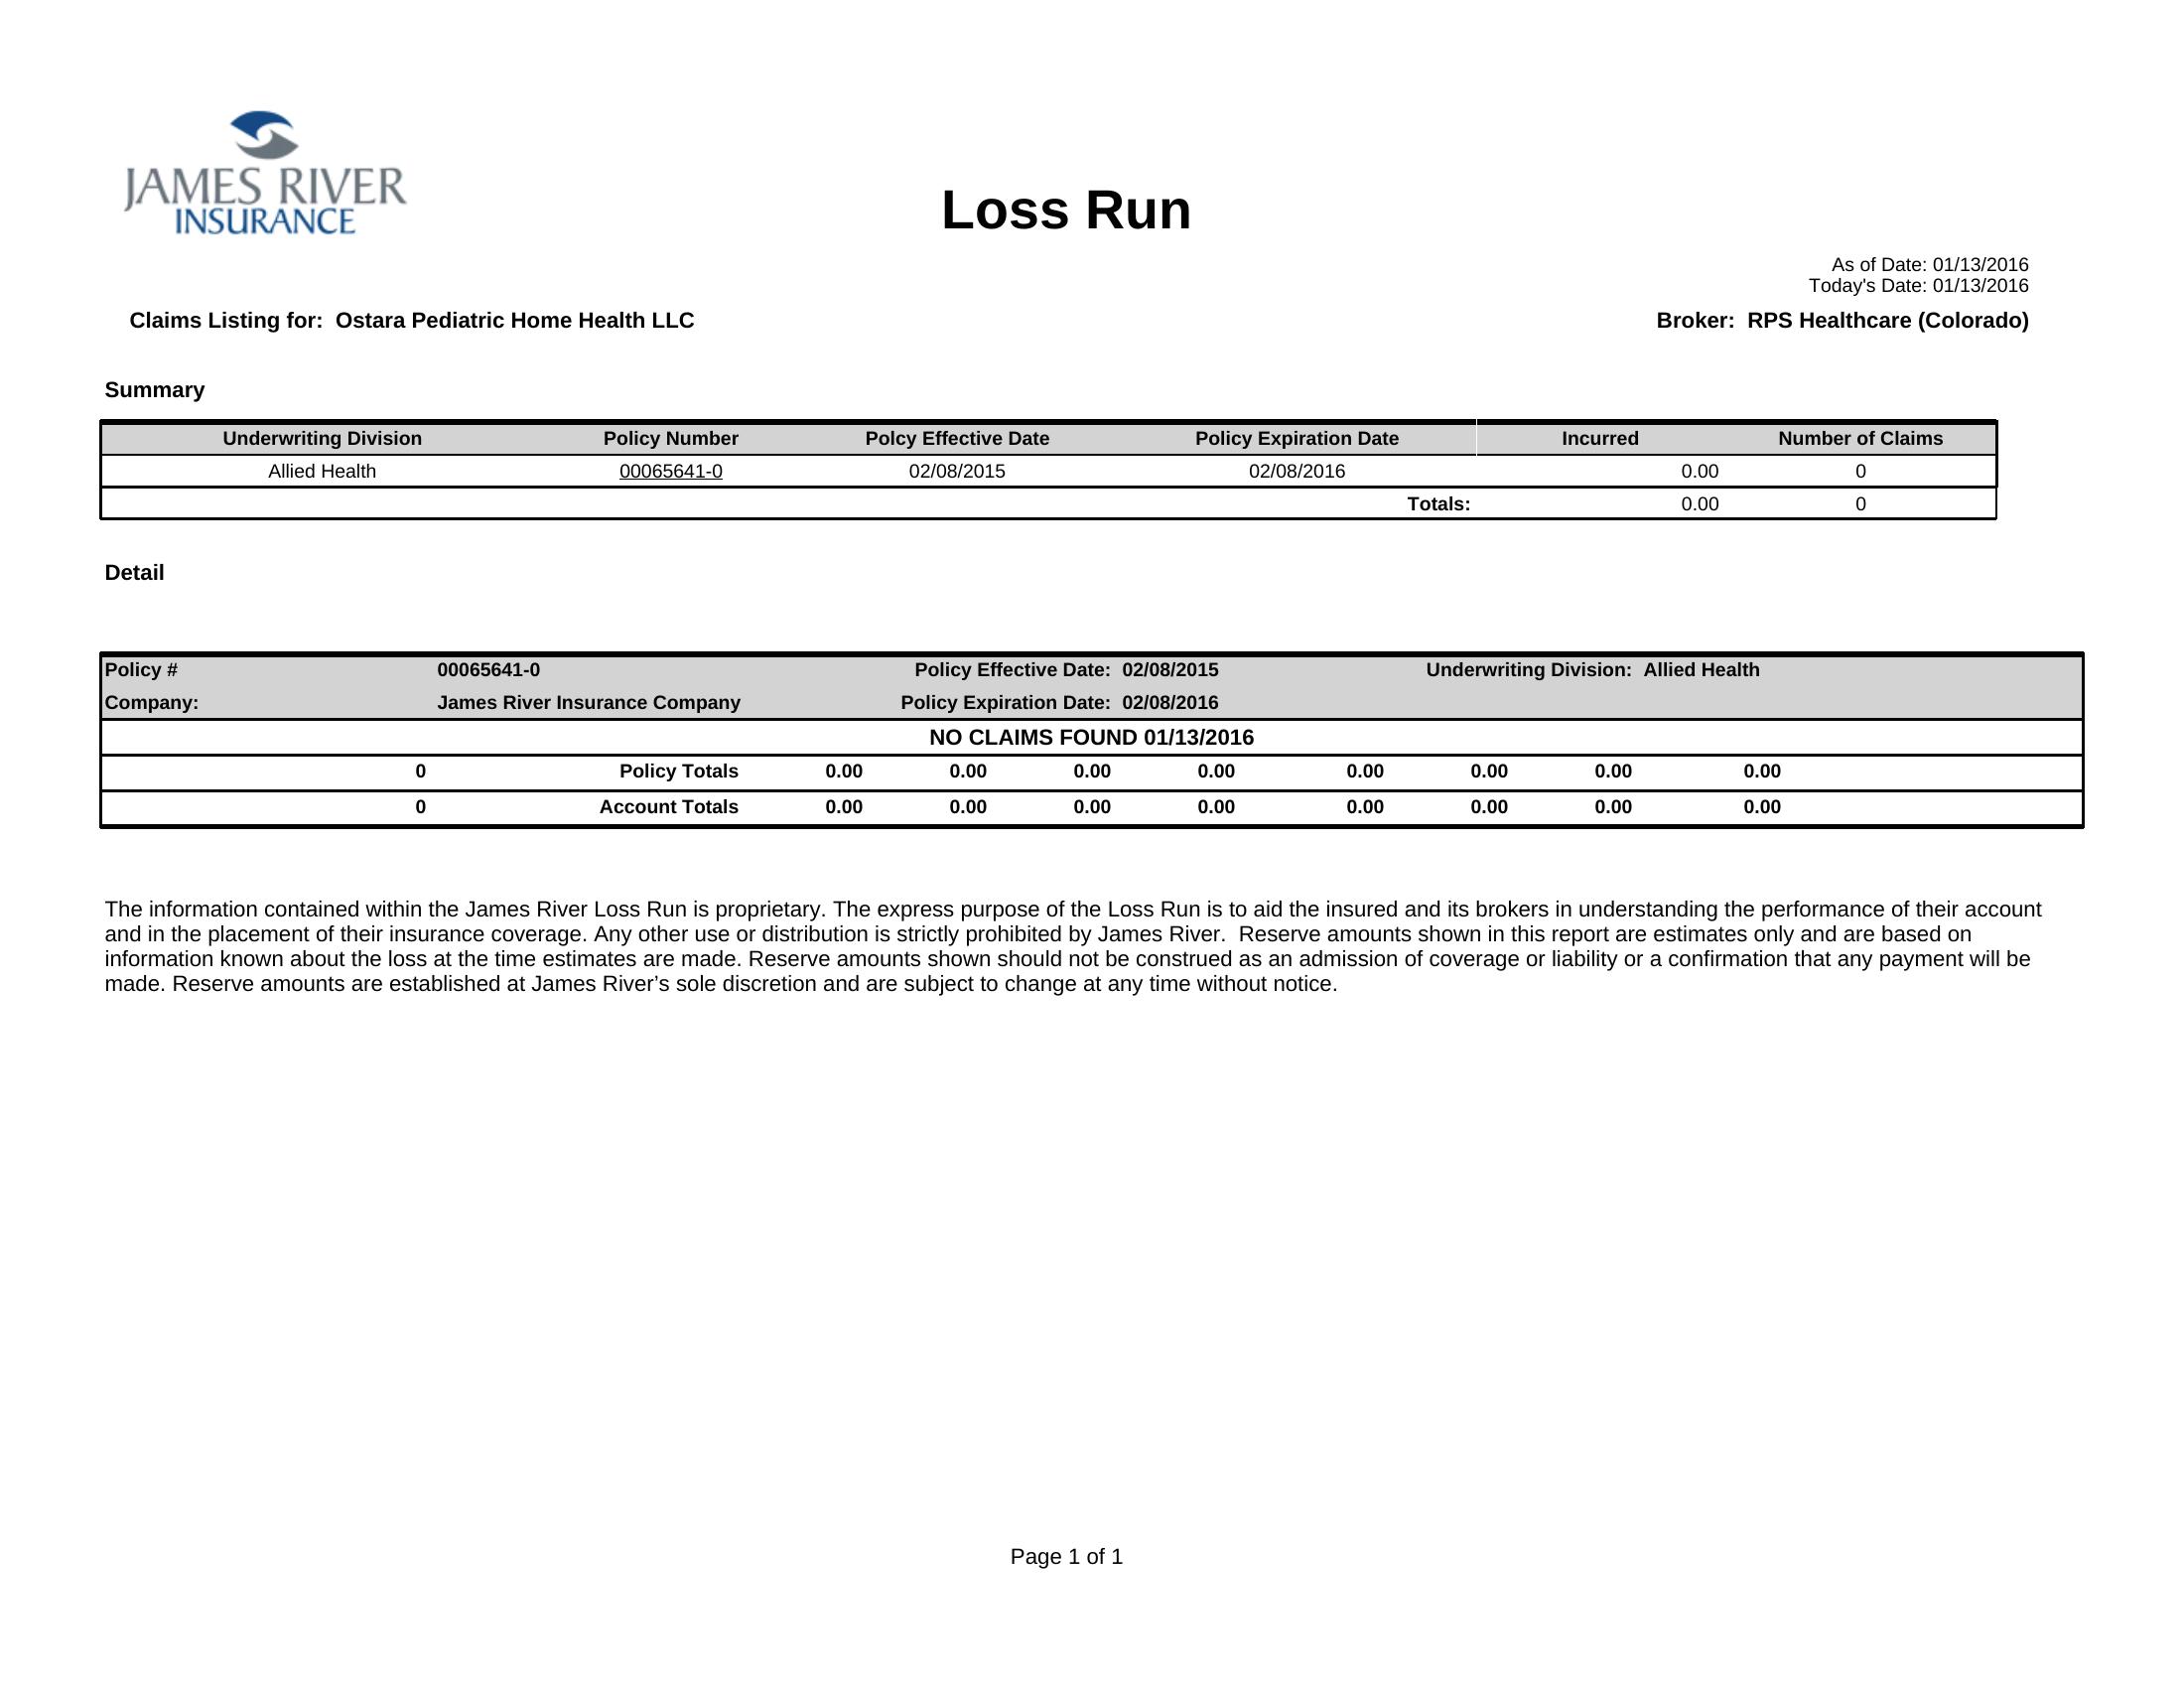 JAMES RIVER
INSURANCE
Loss Run
As of Date: 01/13/2016
Today's Date: 01/13/2016
Claims Listing for:  Ostara Pediatric Home Health LLC    Broker:  RPS Healthcare (Colorado)
Summary
Underwriting Division    Policy Number    Polcy Effective Date    Policy Expiration Date    Incurred    Number of Claims
Allied Health    00065641-0    02/08/2015    02/08/2016    0.00    0
Totals:    0.00    0
Detail
Policy #    00065641-0    Policy Effective Date:  02/08/2015    Underwriting Division:  Allied Health
Company:    James River Insurance Company    Policy Expiration Date:  02/08/2016
NO CLAIMS FOUND 01/13/2016
0    Policy Totals    0.00    0.00    0.00    0.00    0.00    0.00    0.00    0.00
0    Account Totals    0.00    0.00    0.00    0.00    0.00    0.00    0.00    0.00
The information contained within the James River Loss Run is proprietary. The express purpose of the Loss Run is to aid the insured and its brokers in understanding the performance of their account
and in the placement of their insurance coverage. Any other use or distribution is strictly prohibited by James River.  Reserve amounts shown in this report are estimates only and are based on
information known about the loss at the time estimates are made. Reserve amounts shown should not be construed as an admission of coverage or liability or a confirmation that any payment will be
made. Reserve amounts are established at James River’s sole discretion and are subject to change at any time without notice.
Page 1 of 1